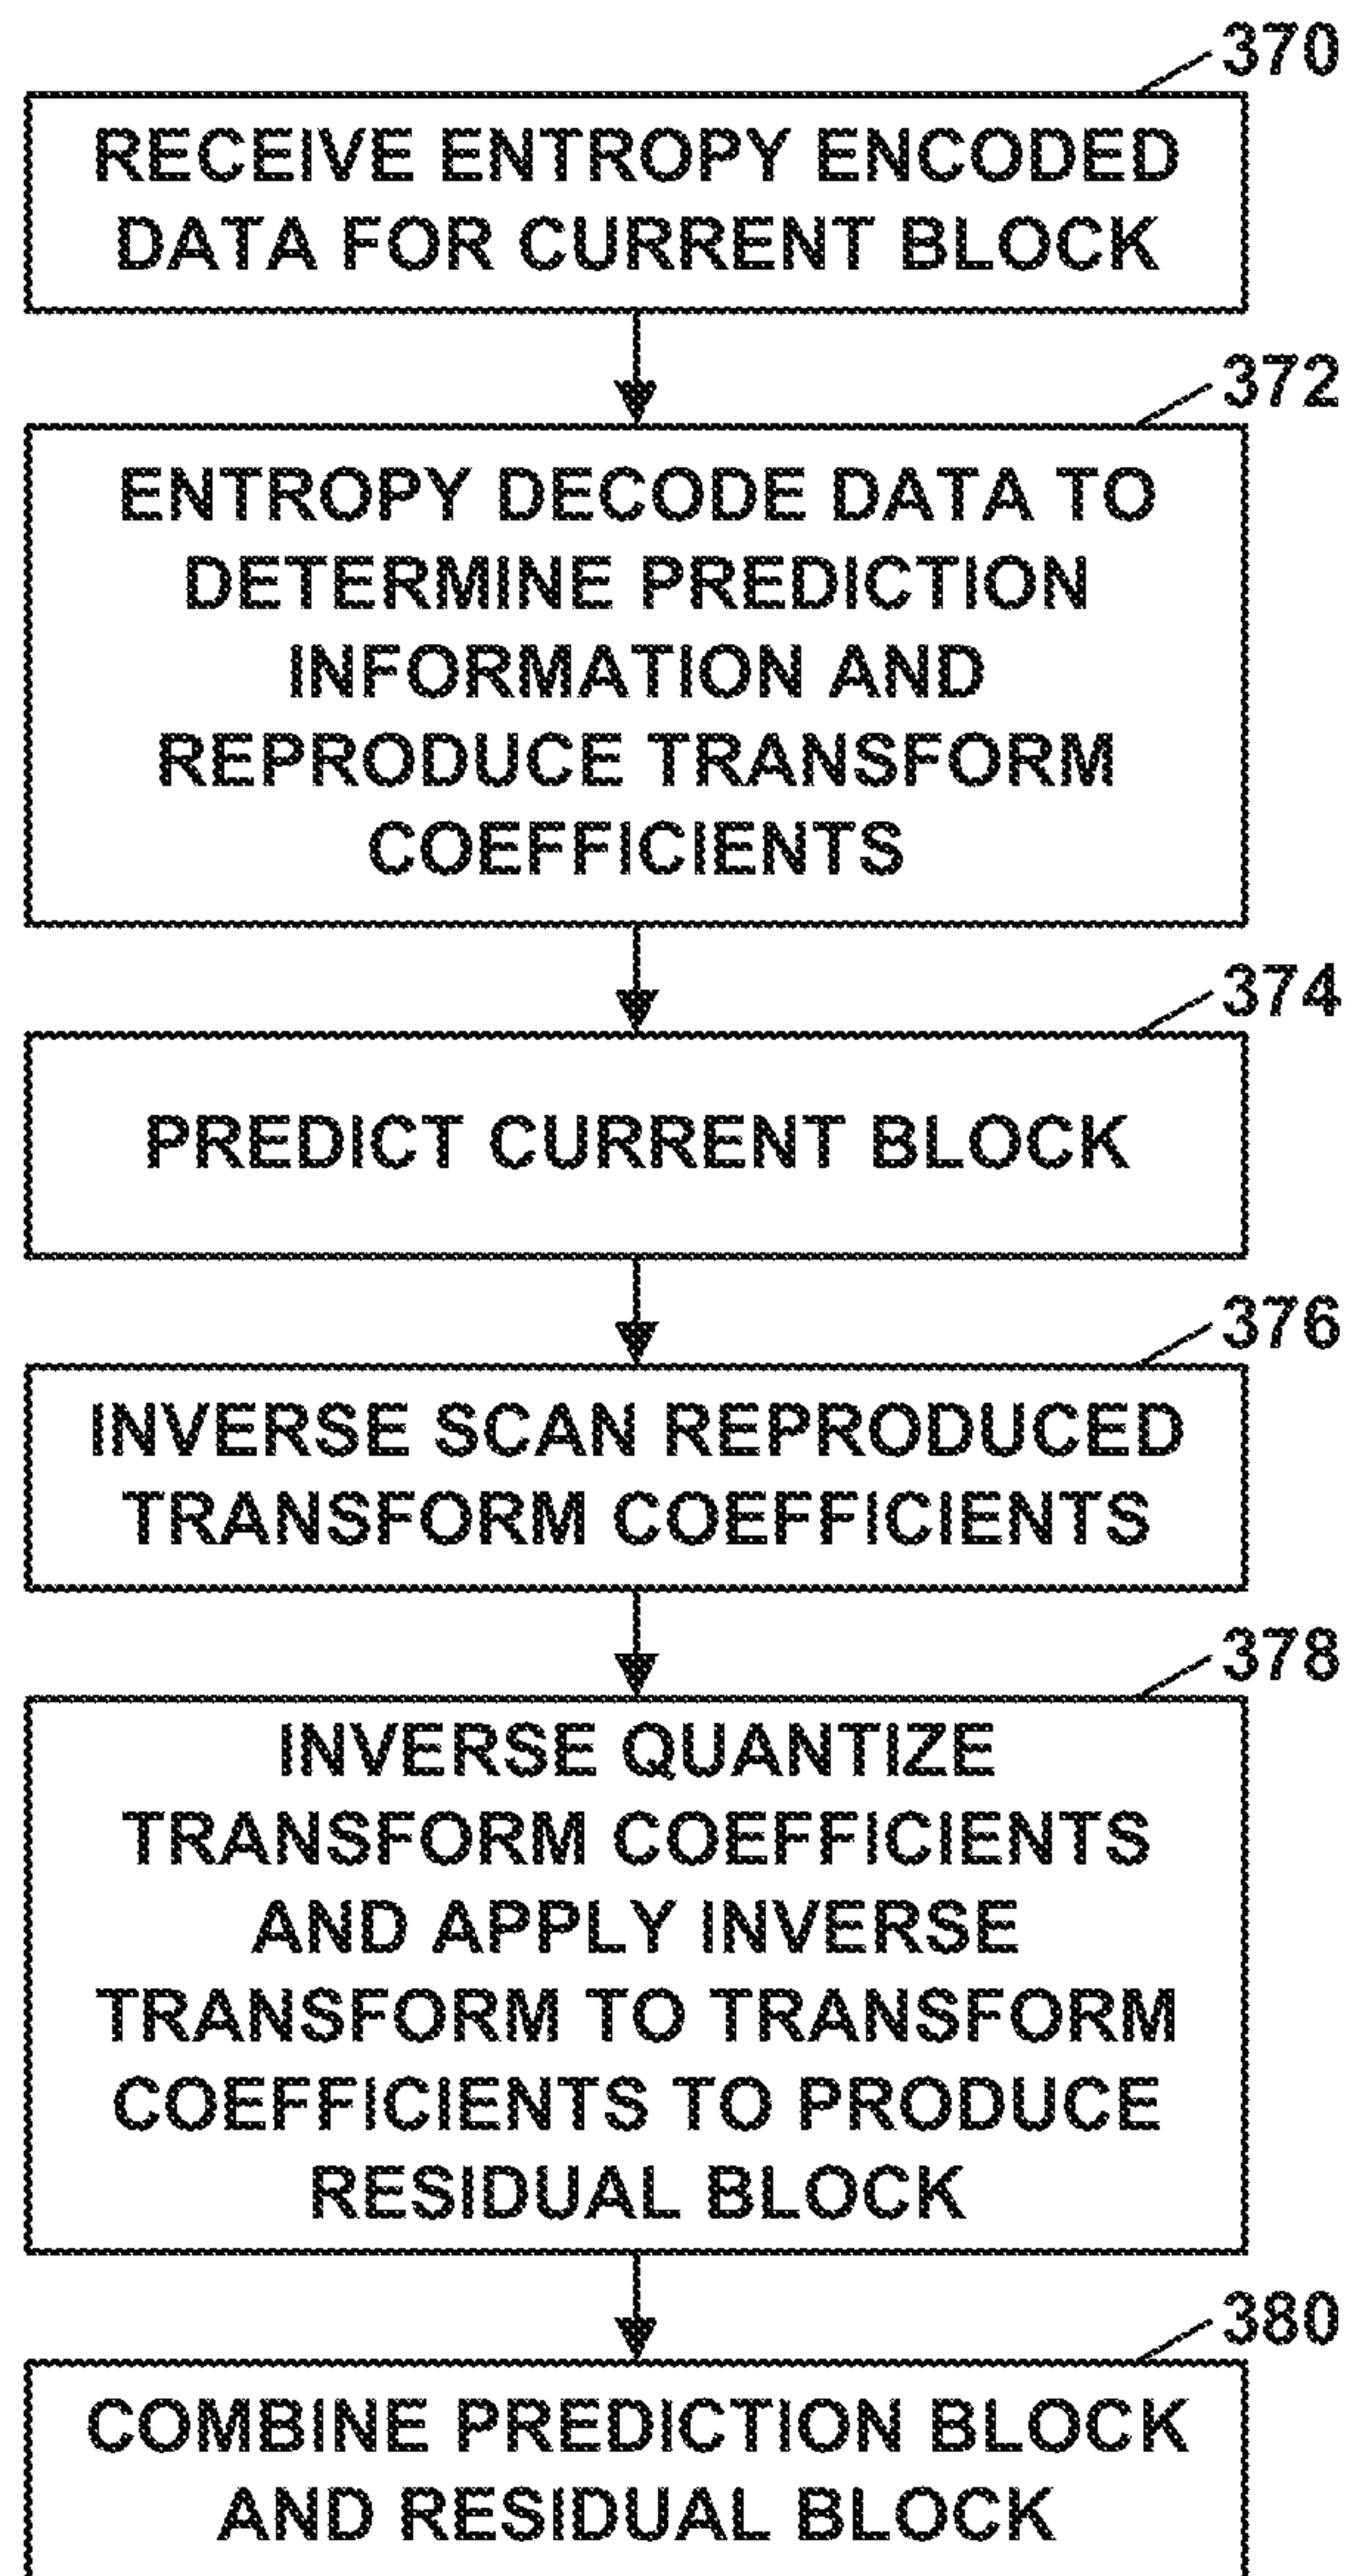 370
RECEIVE ENTROPY ENCODED
DATA FOR CURRENT BLOCK
372
ENTROPY DECODE DATA TO
DETERMINE PREDICTION
INFORMATION AND
REPRODUCE TRANSFORM
COEFFICIENTS
374
PREDICT CURRENT BLOCK
376
INVERSE SCAN REPRODUCED
TRANSFORM COEFFICIENTS
378
INVERSE QUANTIZE
TRANSFORM COEFFICIENTS
AND APPLY INVERSE
TRANSFORM TO TRANSFORM
COEFFICIENTS TO PRODUCE
RESIDUAL BLOCK
380
COMBINE PREDICTION BLOCK
AND RESIDUAL BLOCK